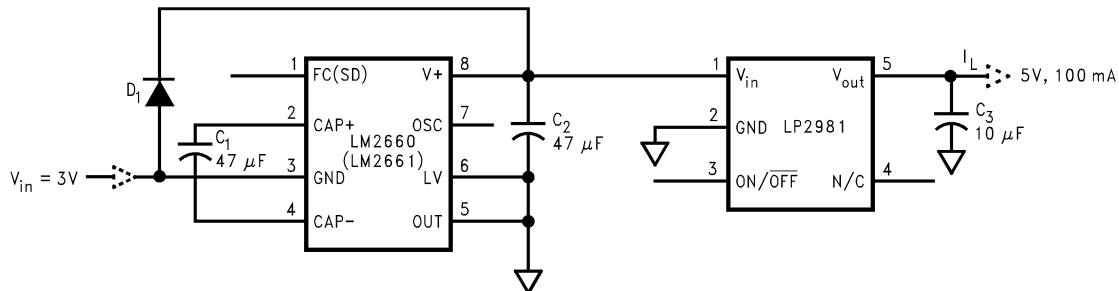 D1
Vin = 3V
C1
47 μF
1
2
3
4
FC(SD)
CAP+
GND
CAP-
LM2660
(LM2661)
V+
OSC
LV
OUT
8
7
6
5
C2
47 μF
1
2
3
Vin
GND
ON/OFF
LP2981
Vout
N/C
5
4
IL
5V, 100 mA
C3
10 μF